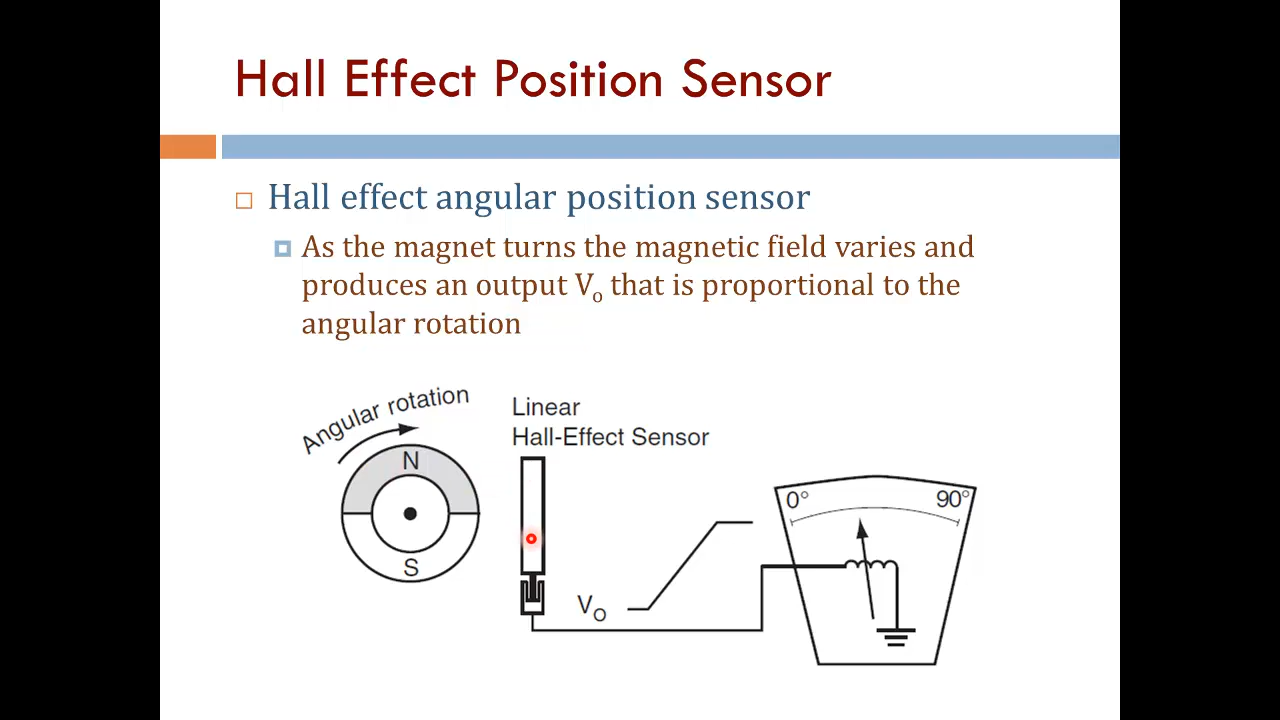 Hall Effect Position Sensor
Hall effect angular position sensor
As the magnet turns the magnetic field varies and
produces an output Vo that is proportional to the
angular rotation
Angular rotation
N
S
Linear
Hall-Effect Sensor
VO
0°
90°